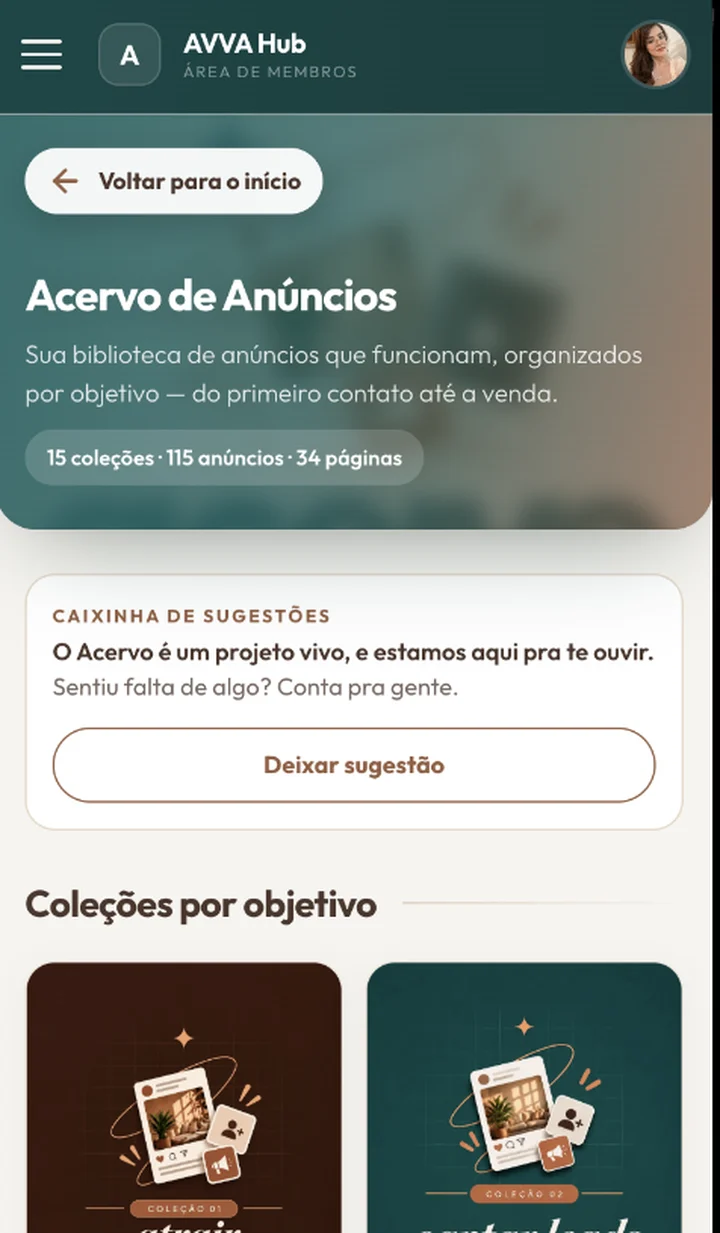 A
AVVA Hub
ÁREA DE MEMBROS
Voltar para o início
Acervo de Anúncios
Sua biblioteca de anúncios que funcionam, organizados
por objetivo — do primeiro contato até a venda.
15 coleções · 115 anúncios · 34 páginas
CAIXINHA DE SUGESTÕES
O Acervo é um projeto vivo, e estamos aqui pra te ouvir.
Sentiu falta de algo? Conta pra gente.
Deixar sugestão
Coleções por objetivo
COLEÇÃO 01
atrair
COLEÇÃO 02
captar leads